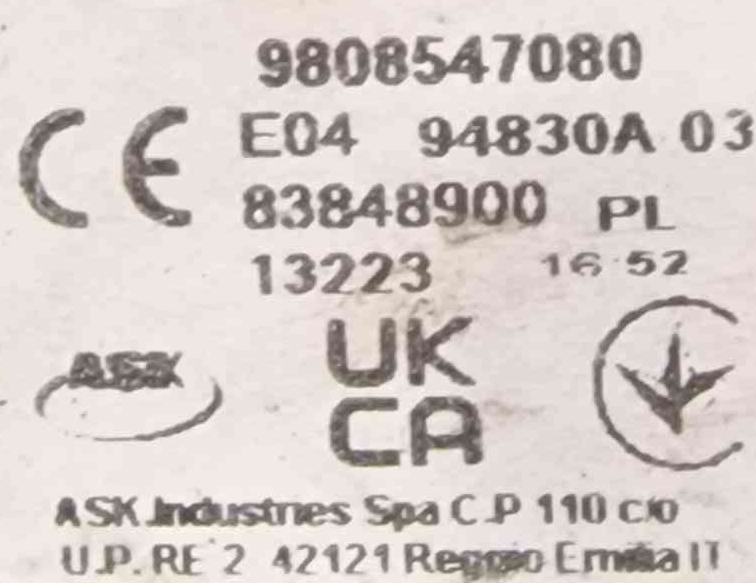 9808547080
CE
E04 94830A 03
83848900 PL
13223 16:52
ASK
UK
CA
ASK Industries Spa C.P 110 c/o
U.P. RE 2 42121 Reggio Emilia IT